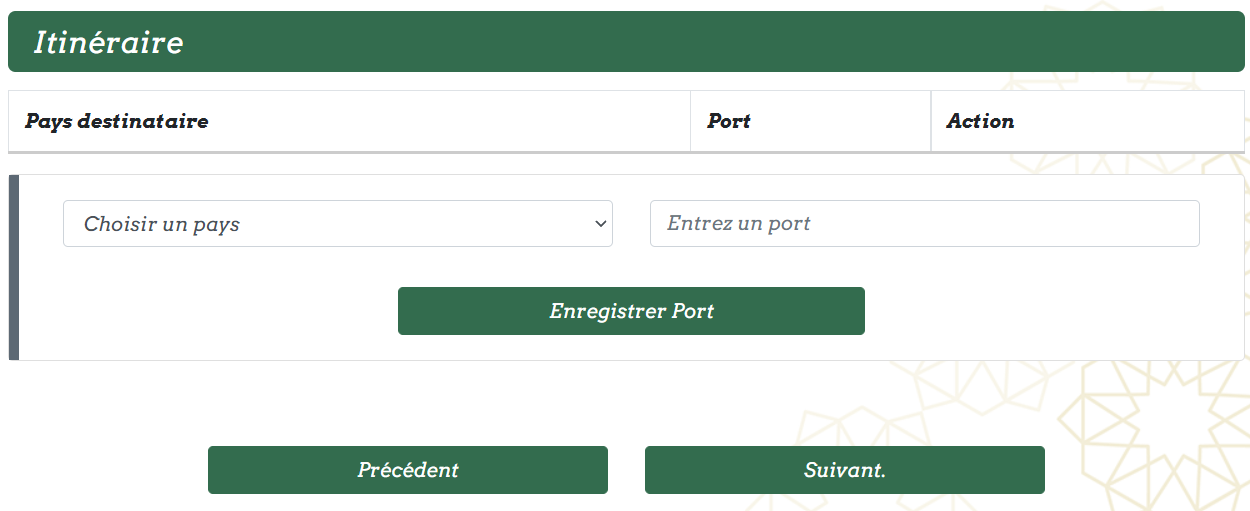 Itinéraire
Pays destinataire Port Action
Choisir un pays Entrez un port
Enregistrer Port
Précédent Suivant.